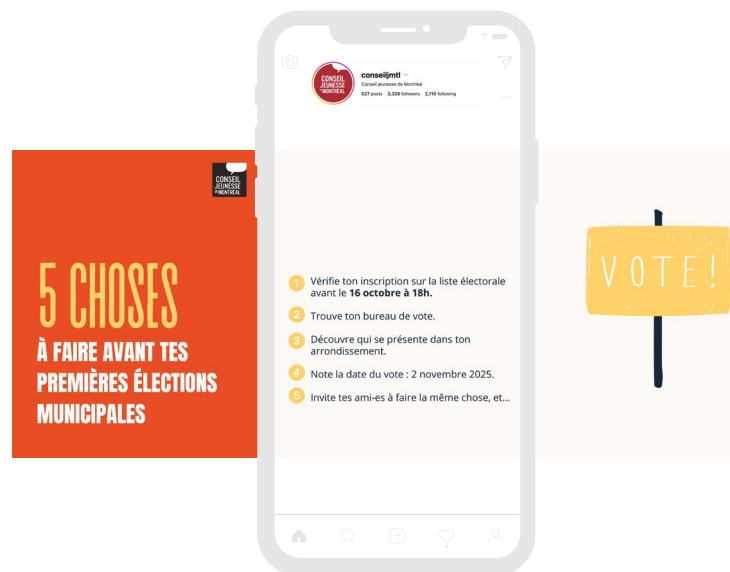 conseiljmtl
Conseil jeunesse de Montréal
527 posts 3,329 followers 2,110 following
CONSEIL
JEUNESSE
DE MONTRÉAL
CONSEIL
JEUNESSE
DE MONTRÉAL
5 CHOSES
À FAIRE AVANT TES
PREMIÈRES ÉLECTIONS
MUNICIPALES
1 Vérifie ton inscription sur la liste électorale
avant le 16 octobre à 18h.
2 Trouve ton bureau de vote.
3 Découvre qui se présente dans ton
arrondissement.
4 Note la date du vote : 2 novembre 2025.
5 Invite tes ami-es à faire la même chose, et...
VOTE!